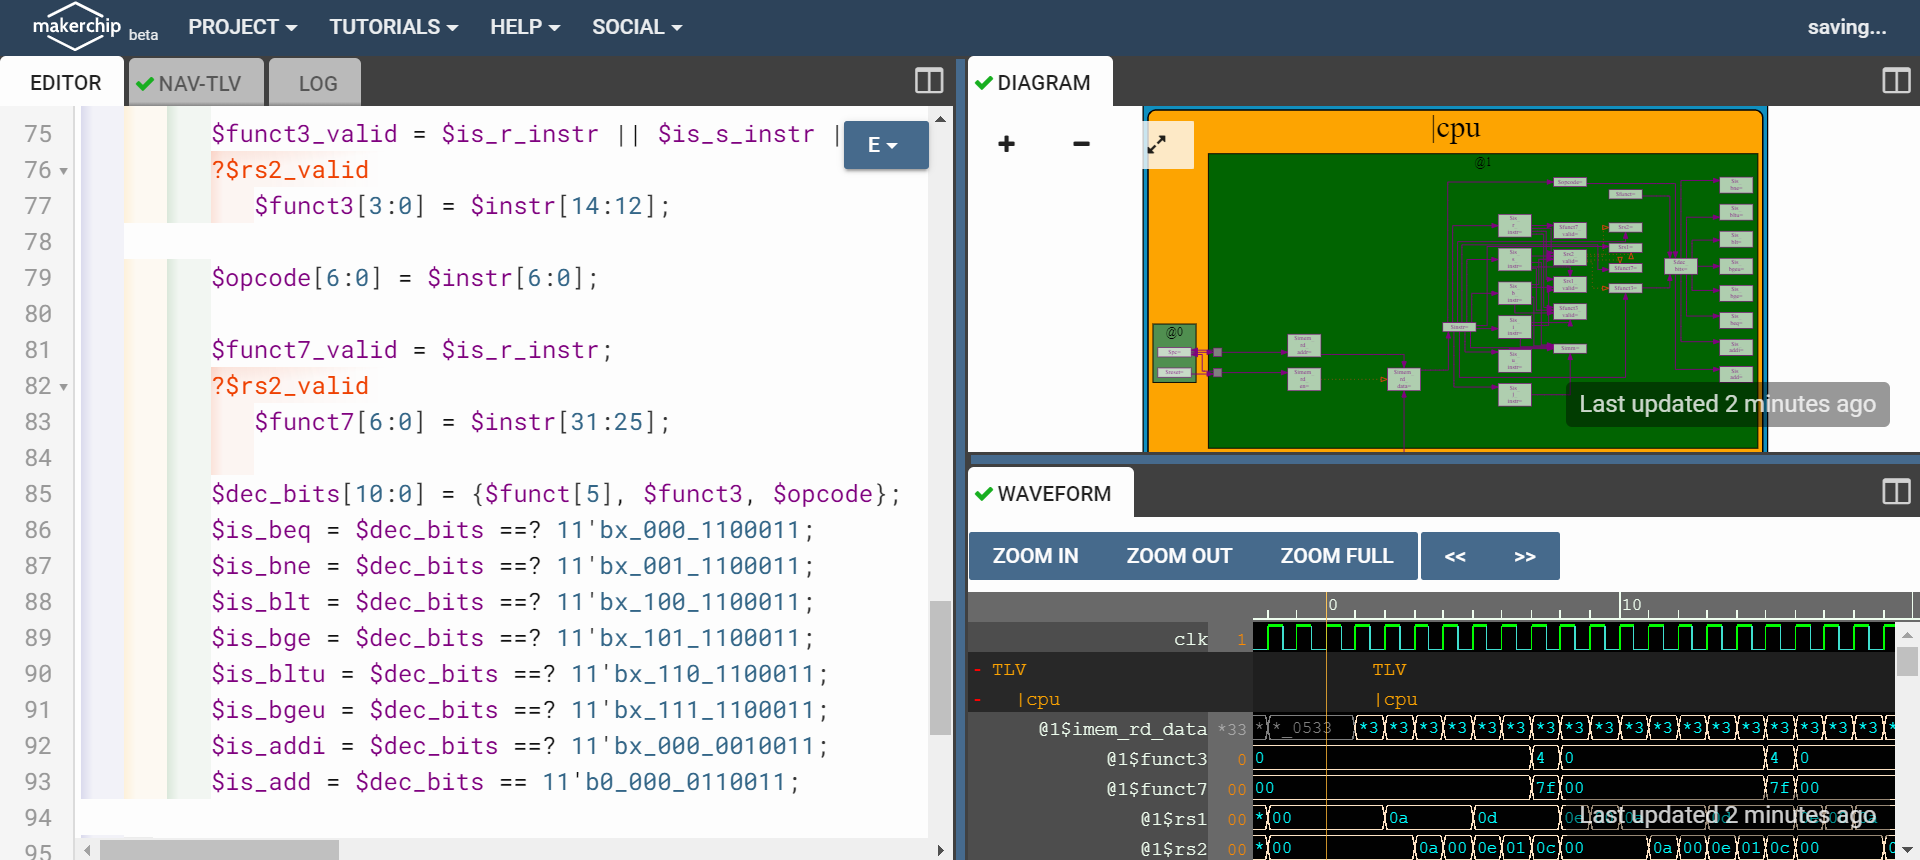 makerchip beta PROJECT TUTORIALS HELP SOCIAL saving...
EDITOR NAV-TLV LOG
75 $funct3_valid = $is_r_instr || $is_s_instr |
E
76 ?$rs2_valid
77 $funct3[3:0] = $instr[14:12];
78
79 $opcode[6:0] = $instr[6:0];
80
81 $funct7_valid = $is_r_instr;
82 ?$rs2_valid
83 $funct7[6:0] = $instr[31:25];
84
85 $dec_bits[10:0] = {$funct[5], $funct3, $opcode};
86 $is_beq = $dec_bits ==? 11'bx_000_1100011;
87 $is_bne = $dec_bits ==? 11'bx_001_1100011;
88 $is_blt = $dec_bits ==? 11'bx_100_1100011;
89 $is_bge = $dec_bits ==? 11'bx_101_1100011;
90 $is_bltu = $dec_bits ==? 11'bx_110_1100011;
91 $is_bgeu = $dec_bits ==? 11'bx_111_1100011;
92 $is_addi = $dec_bits ==? 11'bx_000_0010011;
93 $is_add = $dec_bits == 11'b0_000_0110011;
94
95
DIAGRAM
+ −
|cpu
@1
@0
Last updated 2 minutes ago
WAVEFORM
ZOOM IN ZOOM OUT ZOOM FULL << >>
0 10
clk 1
- TLV TLV
- |cpu |cpu
@1$imem_rd_data *33 * *_0533 *3 *3 *3 *3 *3 *3 *3 *3 *3 *3 *3 *3 *3 *3 *3 *3 *3 *3 *
@1$funct3 0 0 4 0 4 0
@1$funct7 00 00 7f 00 7f 00
@1$rs1 00 * 00 0a 0d
Last updated 2 minutes ago
@1$rs2 00 * 00 0a 00 0e 01 0c 00 0a 00 0e 01 0c 00